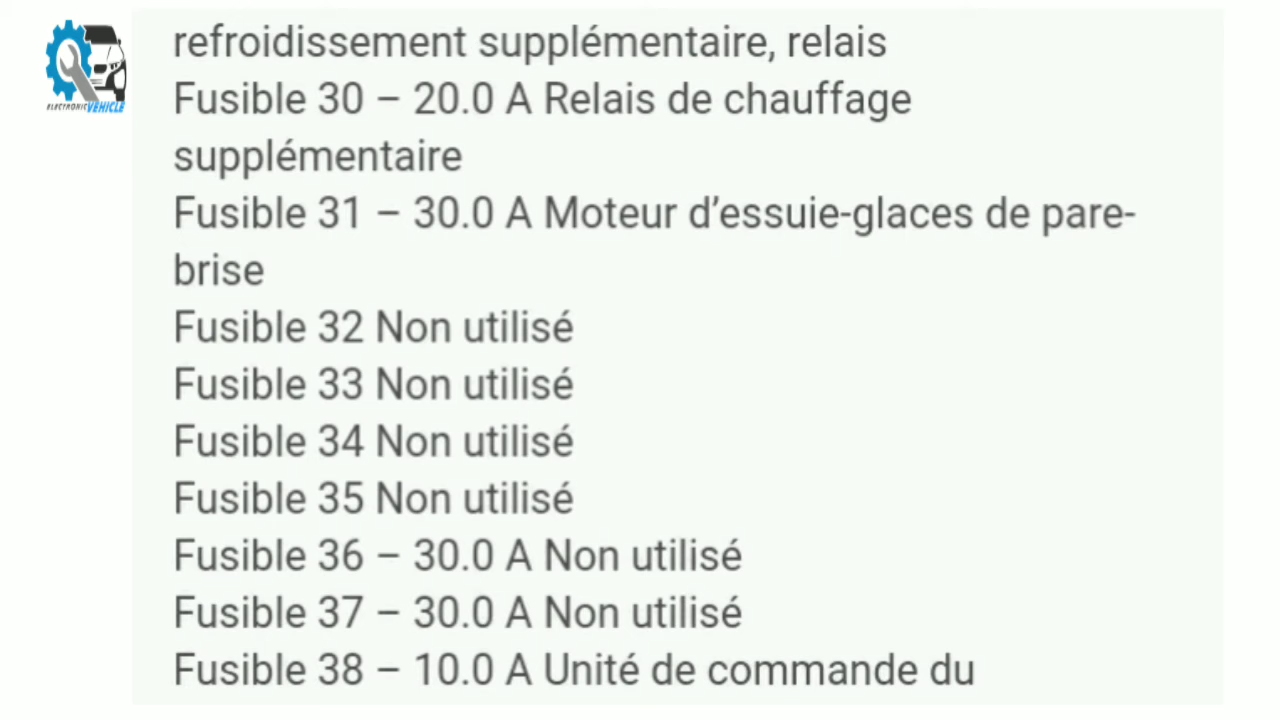 refroidissement supplémentaire, relais
Fusible 30 – 20.0 A Relais de chauffage
supplémentaire
Fusible 31 – 30.0 A Moteur d’essuie-glaces de pare-
brise
Fusible 32 Non utilisé
Fusible 33 Non utilisé
Fusible 34 Non utilisé
Fusible 35 Non utilisé
Fusible 36 – 30.0 A Non utilisé
Fusible 37 – 30.0 A Non utilisé
Fusible 38 – 10.0 A Unité de commande du
ELECTRONIC VEHICLE